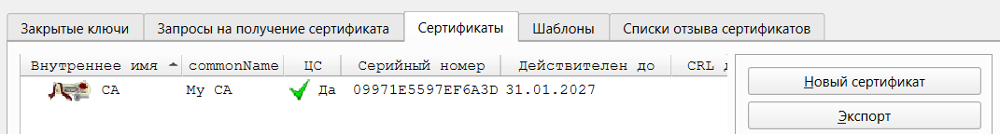 Закрытые ключи Запросы на получение сертификата Сертификаты Шаблоны Списки отзыва сертификатов
Внутреннее имя commonName ЦС Серийный номер Действителен до CRL
CA My CA Да 09971E5597EF6A3D 31.01.2027
Новый сертификат
Экспорт